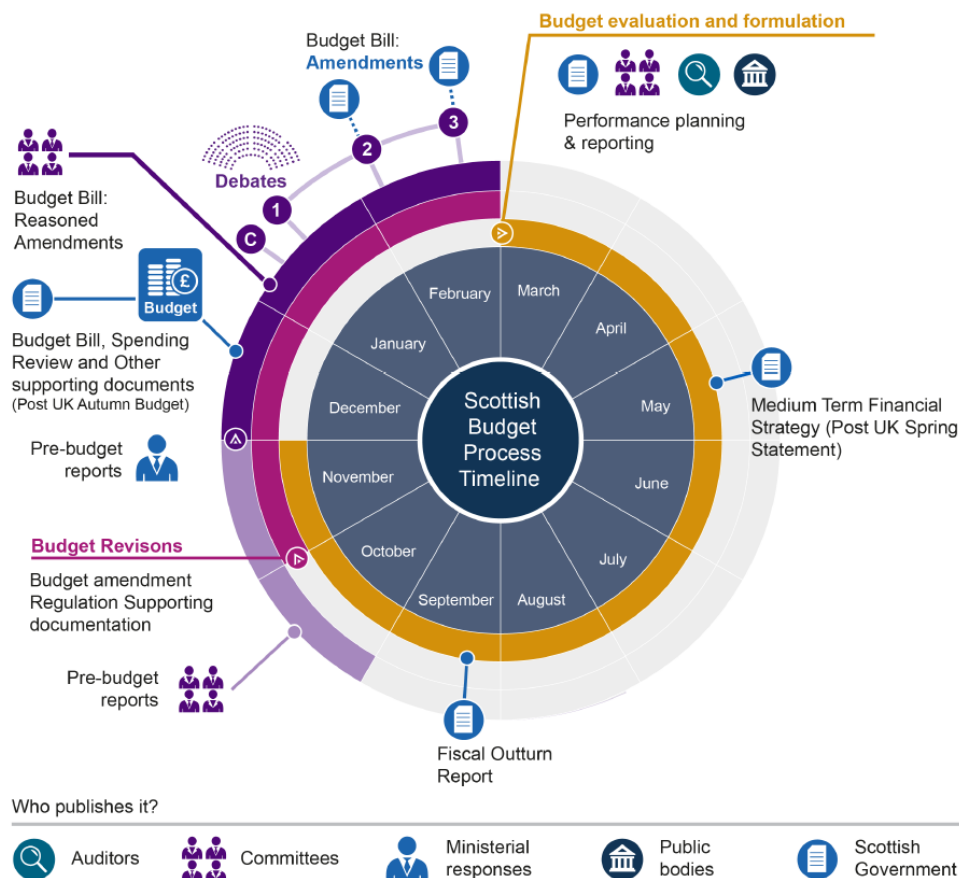 Budget evaluation and formulation
Performance planning
& reporting
Budget Bill:
Amendments
3
2
1
C
Debates
Budget Bill:
Reasoned
Amendments
£
Budget
Budget Bill, Spending
Review and Other
supporting documents
(Post UK Autumn Budget)
Pre-budget
reports
Budget Revisons
Budget amendment
Regulation Supporting
documentation
Pre-budget
reports
February
March
January
April
December
May
November
June
October
July
September
August
Scottish
Budget
Process
Timeline
Medium Term Financial
Strategy (Post UK Spring
Statement)
Fiscal Outturn
Report
Who publishes it?
Auditors
Committees
Ministerial
responses
Public
bodies
Scottish
Government